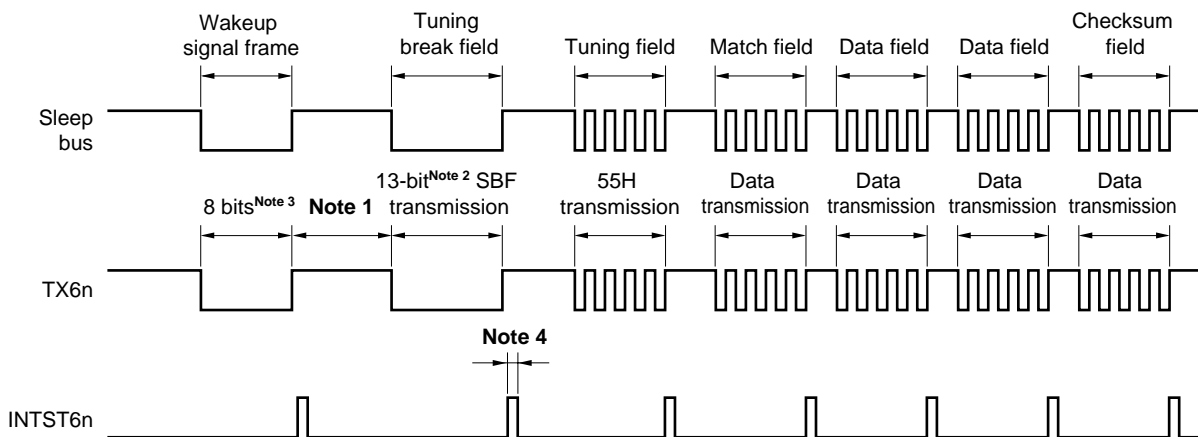 Wakeup
signal frame
Tuning
break field
Tuning field
Match field
Data field
Data field
Checksum
field
Sleep
bus
8 bitsNote 3
Note 1
13-bitNote 2 SBF
transmission
55H
transmission
Data
transmission
Data
transmission
Data
transmission
Data
transmission
TX6n
Note 4
INTST6n